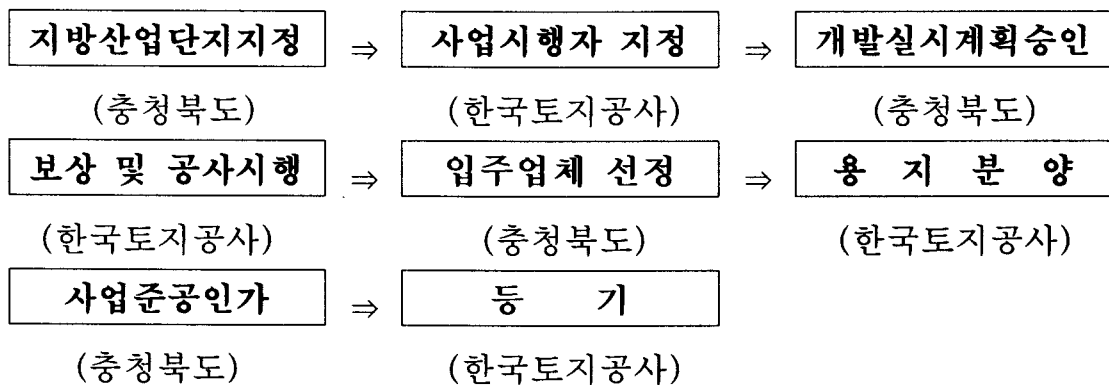 지방산업단지지정 ⇒ 사업시행자 지정 ⇒ 개발실시계획승인
(충청북도) (한국토지공사) (충청북도)
보상 및 공사시행 ⇒ 입주업체 선정 ⇒ 용 지 분 양
(한국토지공사) (충청북도) (한국토지공사)
사업준공인가 ⇒ 등 기
(충청북도) (한국토지공사)